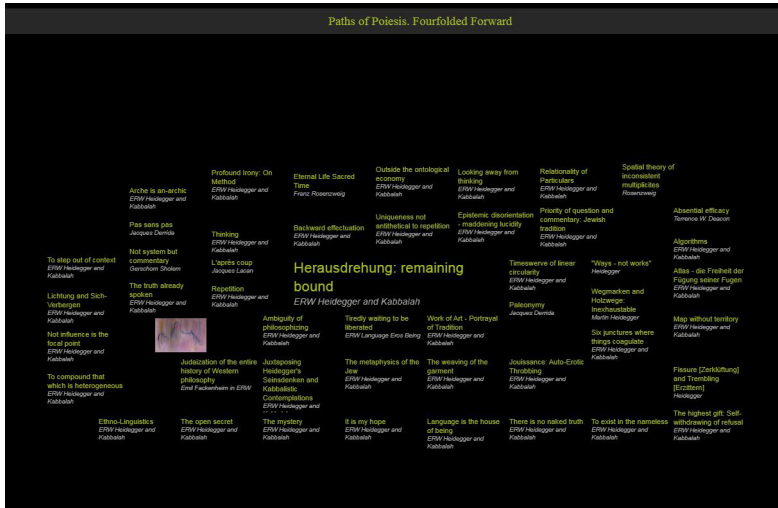 Paths of Poiesis. Fourfolded Forward
Spatial theory of
inconsistent
multiplicites
Rosenzweig
Outside the ontological
economy
ERW Heidegger and
Kabbalah
Looking away from
thinking
ERW Heidegger and
Kabbalah
Relationality of
Particulars
ERW Heidegger and
Kabbalah
Profound Irony: On
Method
ERW Heidegger and
Kabbalah
Eternal Life Sacred
Time
Franz Rosenzweig
Arche is an-archic
ERW Heidegger and
Kabbalah
Pas sans pas
Jacques Derrida
Thinking
ERW Heidegger and
Kabbalah
Backward effectuation
ERW Heidegger and
Kabbalah
Uniqueness not
antithetical to repetition
ERW Heidegger and
Kabbalah
Epistemic disorientation
- maddening lucidity
ERW Heidegger and
Kabbalah
Priority of question and
commentary: Jewish
tradition
ERW Heidegger and
Kabbalah
Absential efficacy
Terrence W. Deacon
Algorithms
ERW Heidegger and
Kabbalah
To step out of context
ERW Heidegger and
Kabbalah
Not system but
commentary
Gerschom Sholem
L'après coup
Jacques Lacan
Herausdrehung: remaining
bound
ERW Heidegger and Kabbalah
Timeswerve of linear
circularity
ERW Heidegger and
Kabbalah
"Ways - not works"
Heidegger
Atlas - die Freiheit der
Fügung seiner Fugen
ERW Heidegger and
Kabbalah
Lichtung and Sich-
Verbergen
ERW Heidegger and
Kabbalah
The truth already
spoken
ERW Heidegger and
Kabbalah
Repetition
ERW Heidegger and
Kabbalah
Paleonymy
Jacques Derrida
Wegmarken and
Holzwege:
Inexhaustable
Martin Heidegger
Map without territory
ERW Heidegger and
Kabbalah
Not influence is the
focal point
ERW Heidegger and
Kabbalah
Ambiguity of
philosophizing
ERW Heidegger and
Kabbalah
Tiredly waiting to be
liberated
ERW Language Eros Being
Work of Art - Portrayal
of Tradition
ERW Heidegger and
Kabbalah
Six junctures where
things coagulate
ERW Heidegger and
Kabbalah
To compound that
which is heterogeneous
ERW Heidegger and
Kabbalah
Judaization of the entire
history of Western
philosophy
Emil Fackenheim in ERW
Juxtaposing
Heidegger's
Seinsdenken and
Kabbalistic
Contemplations
ERW Heidegger and
The metaphysics of the
Jew
ERW Heidegger and
Kabbalah
The weaving of the
garment
ERW Heidegger and
Kabbalah
Jouissance: Auto-Erotic
Throbbing
ERW Heidegger and
Kabbalah
Fissure [Zerklüftung]
and Trembling
[Erzittern]
Heidegger
Ethno-Linguistics
ERW Heidegger and
Kabbalah
The open secret
ERW Heidegger and
Kabbalah
The mystery
ERW Heidegger and
Kabbalah
It is my hope
ERW Heidegger and
Kabbalah
Language is the house
of being
ERW Heidegger and
Kabbalah
There is no naked truth
ERW Heidegger and
Kabbalah
To exist in the nameless
ERW Heidegger and
Kabbalah
The highest gift: Self-
withdrawing of refusal
ERW Heidegger and
Kabbalah